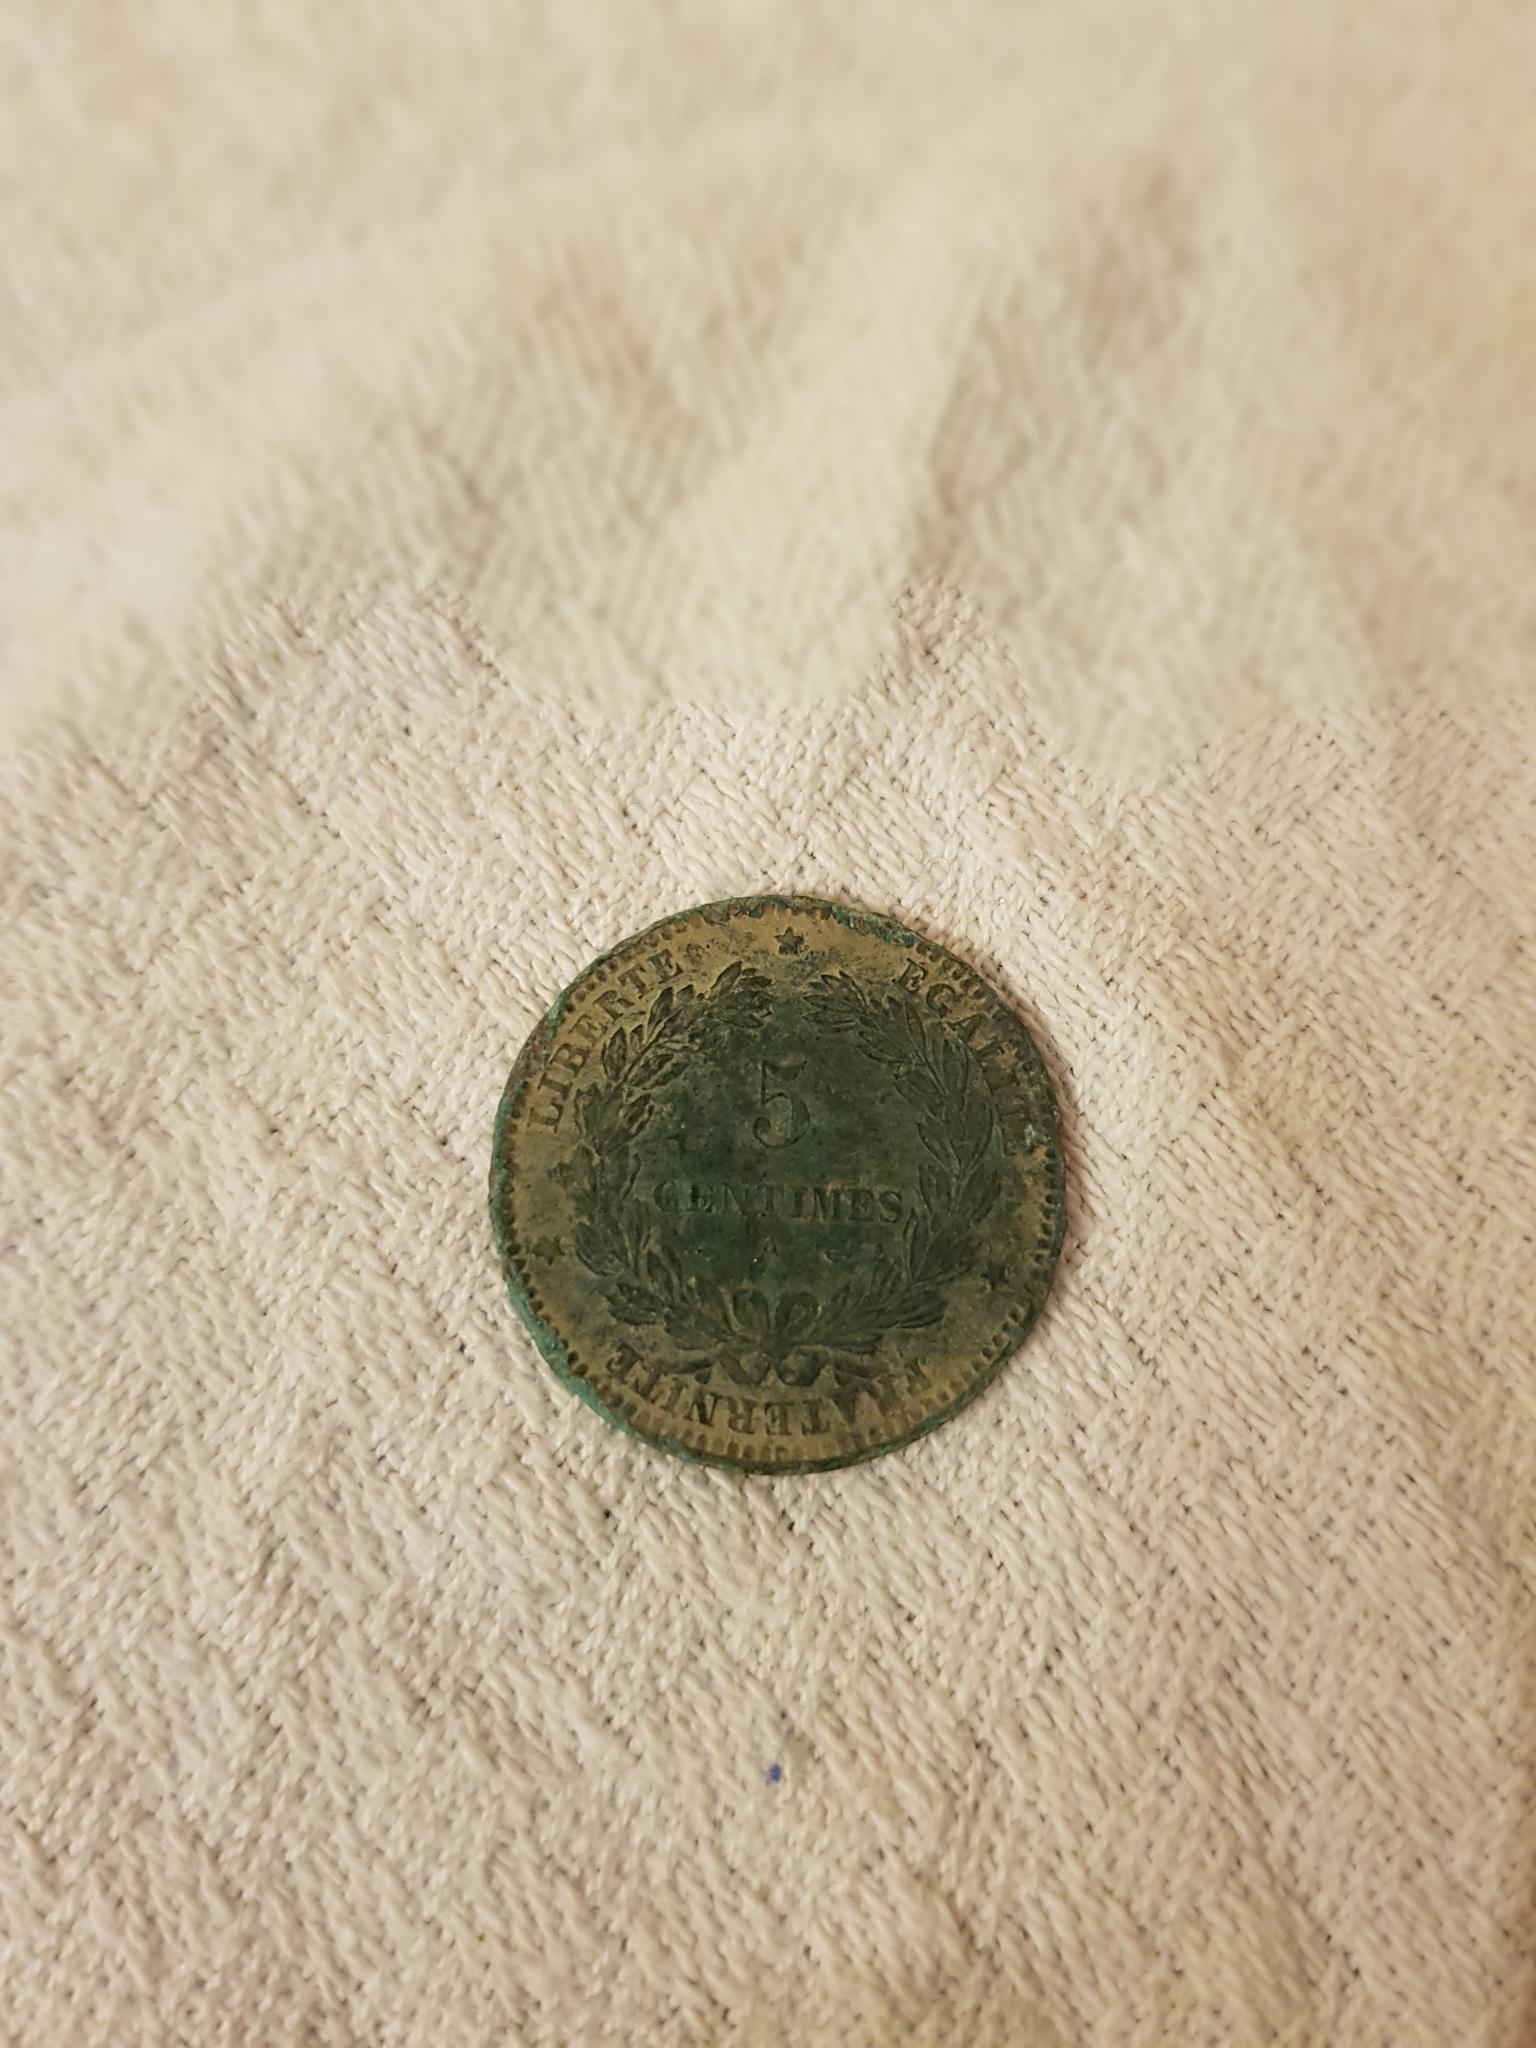 LIBERTE
EGALITE
5
CENTIMES
A
FRATERNITE